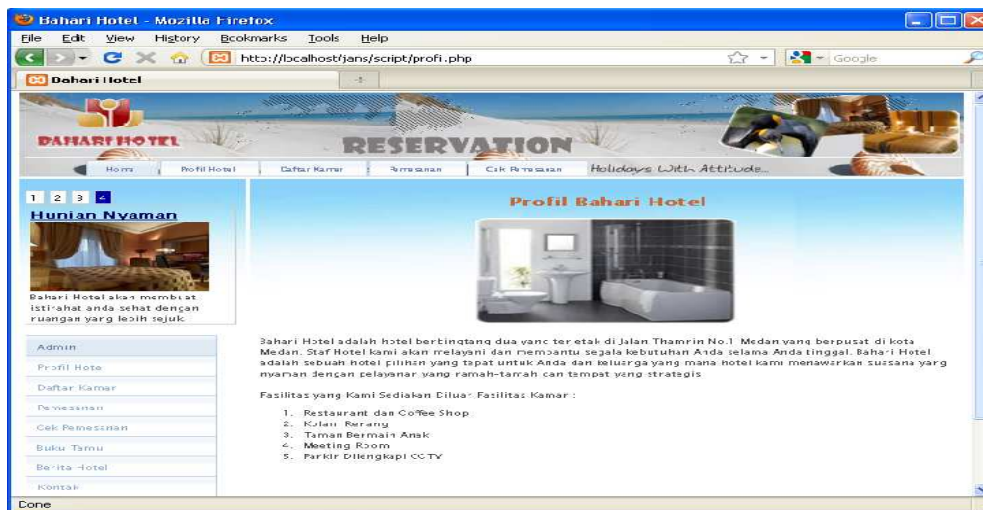 Bahari Hotel - Mozilla Firefox
File Edit View History Bookmarks Tools Help
http://localhost/jans/script/profi.php
Google
Bahari Hotel
BAHARI HOTEL
RESERVATION
Home Profil Hotel Daftar Kamar Pemesanan Cek Pemesanan Holidays With Attitude...
1 2 3 4
Hunian Nyaman
Bahari Hotel akan membuat
istirahat anda sehat dengan
ruangan yang lebih sejuk
Admin
Profil Hotel
Daftar Kamar
Pemesanan
Cek Pemesanan
Buku Tamu
Berita Hotel
Kontak
Profil Bahari Hotel
Bahari Hotel adalah hotel berbintang dua yang terletak di Jalan Thamrin No.1 Medan yang berpusat di kota
Medan. Staf Hotel kami akan melayani dan membantu segala kebutuhan Anda selama Anda tinggal. Bahari Hotel
adalah sebuah hotel pilihan yang tepat untuk Anda dan keluarga yang mana hotel kami menawarkan suasana yang
nyaman dengan pelayanan yang ramah-tamah dan tempat yang strategis
Fasilitas yang Kami Sediakan Diluar Fasilitas Kamar :
1. Restaurant dan Coffee Shop
2. Kolam Renang
3. Taman Bermain Anak
4. Meeting Room
5. Parkir Dilengkapi CCTV
Done